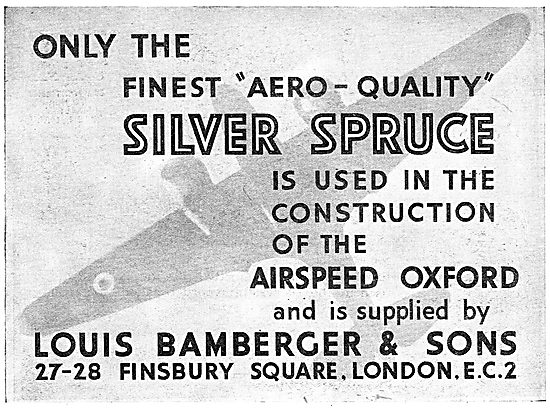 ONLY THE
FINEST "AERO-QUALITY"
SILVER SPRUCE
IS USED IN THE
CONSTRUCTION
OF THE
AIRSPEED OXFORD
and is supplied by
LOUIS BAMBERGER & SONS
27-28 FINSBURY SQUARE, LONDON, E.C.2